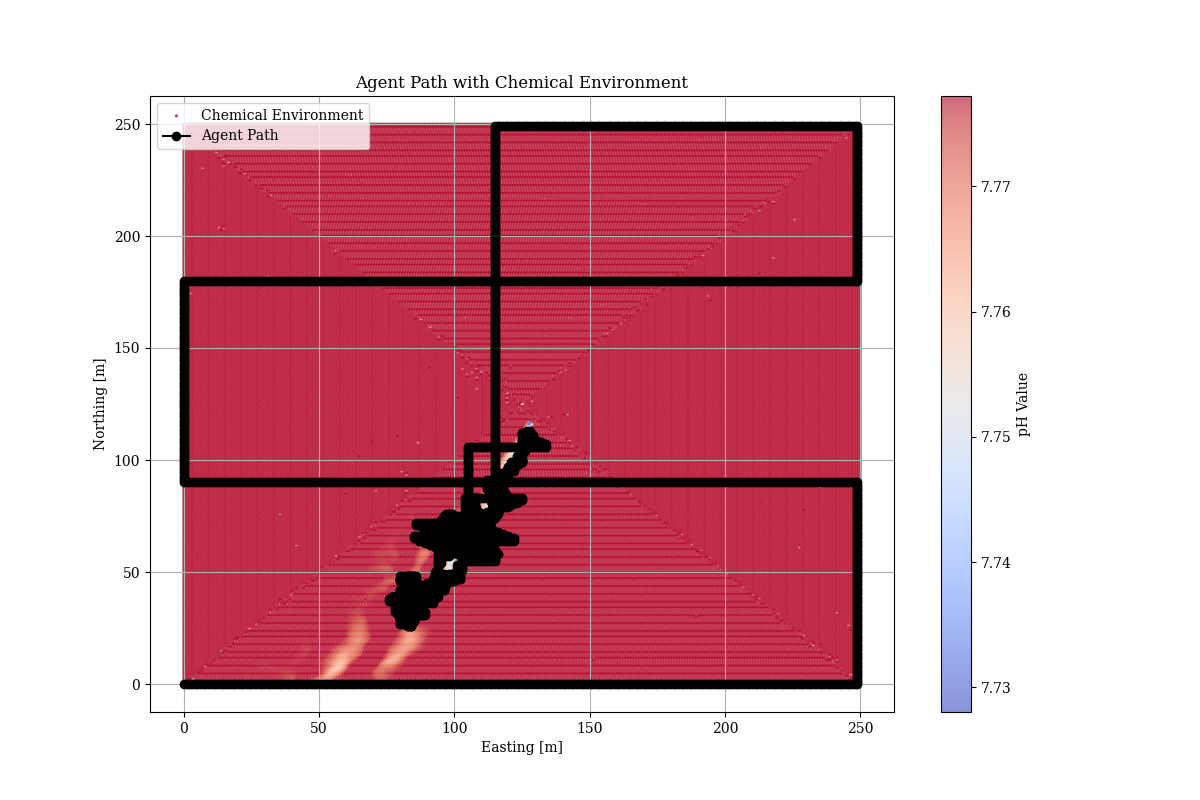 Agent Path with Chemical Environment
Chemical Environment
Agent Path
250
200
150
100
50
0
Northing [m]
0
50
100
150
200
250
Easting [m]
7.77
7.76
7.75
7.74
7.73
pH Value